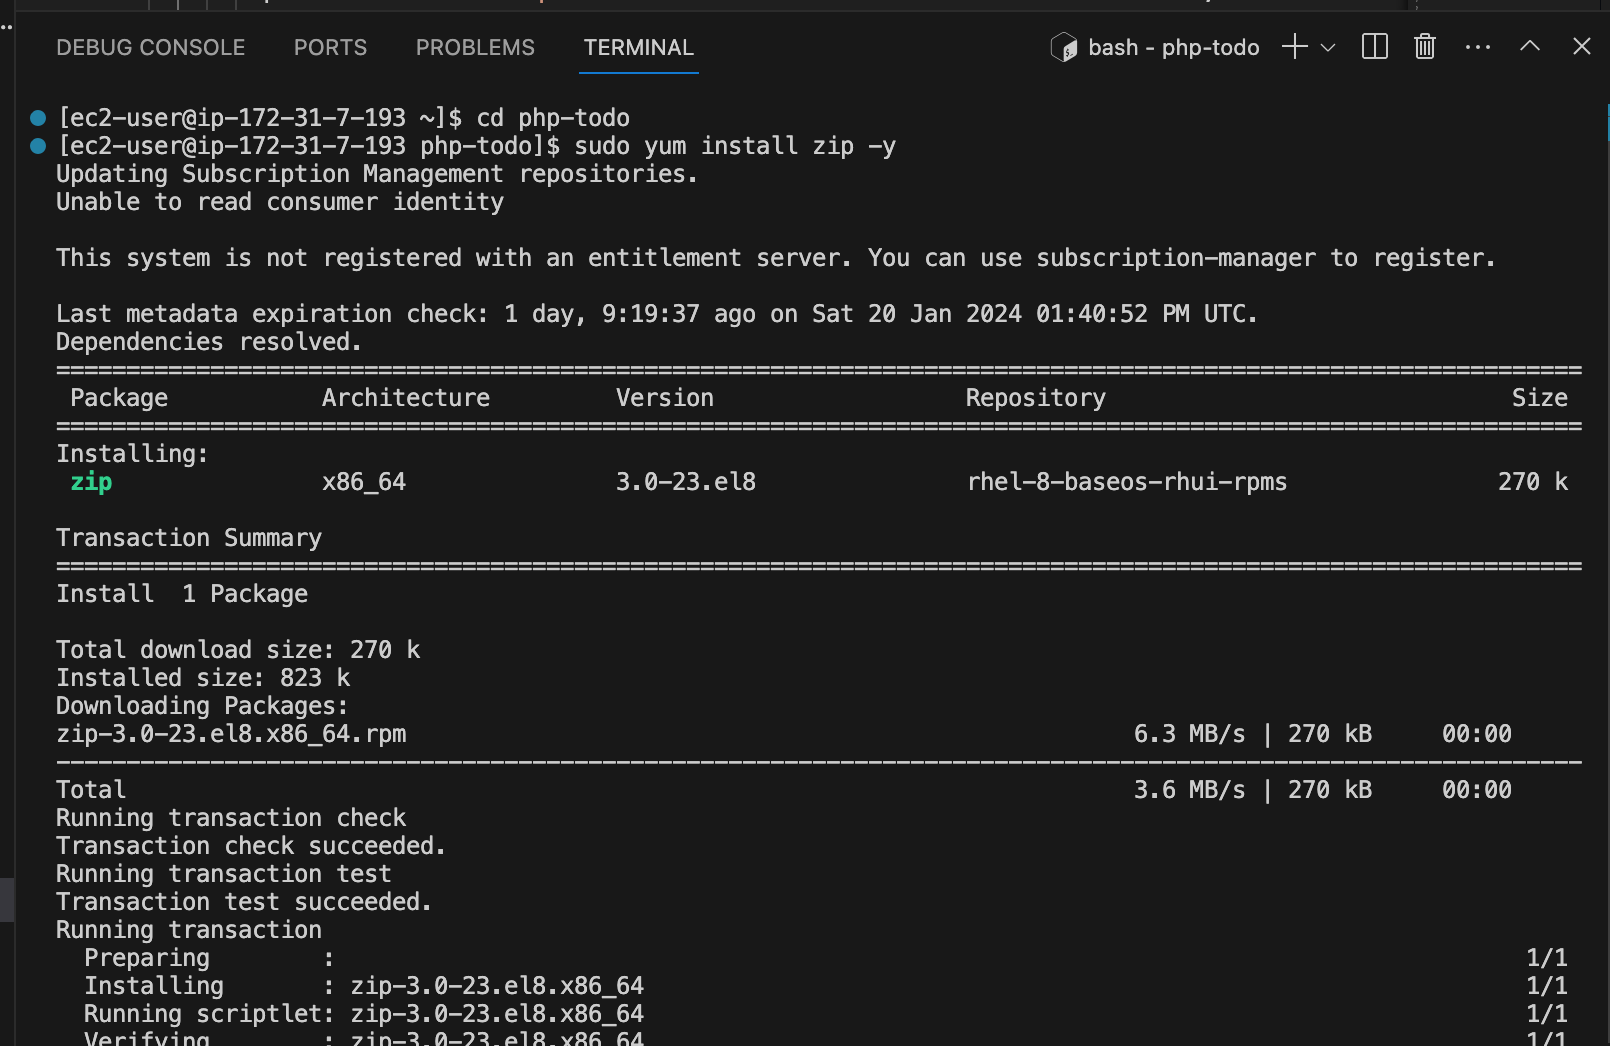 DEBUG CONSOLE PORTS PROBLEMS TERMINAL bash - php-todo
[ec2-user@ip-172-31-7-193 ~]$ cd php-todo
[ec2-user@ip-172-31-7-193 php-todo]$ sudo yum install zip -y
Updating Subscription Management repositories.
Unable to read consumer identity
This system is not registered with an entitlement server. You can use subscription-manager to register.
Last metadata expiration check: 1 day, 9:19:37 ago on Sat 20 Jan 2024 01:40:52 PM UTC.
Dependencies resolved.
=============================================================================================================
Package Architecture Version Repository Size
=============================================================================================================
Installing:
zip x86_64 3.0-23.el8 rhel-8-baseos-rhui-rpms 270 k
Transaction Summary
=============================================================================================================
Install 1 Package
Total download size: 270 k
Installed size: 823 k
Downloading Packages:
zip-3.0-23.el8.x86_64.rpm 6.3 MB/s | 270 kB 00:00
-------------------------------------------------------------------------------------------------------------
Total 3.6 MB/s | 270 kB 00:00
Running transaction check
Transaction check succeeded.
Running transaction test
Transaction test succeeded.
Running transaction
Preparing : 1/1
Installing : zip-3.0-23.el8.x86_64 1/1
Running scriptlet: zip-3.0-23.el8.x86_64 1/1
Verifying : zip-3.0-23.el8.x86_64 1/1